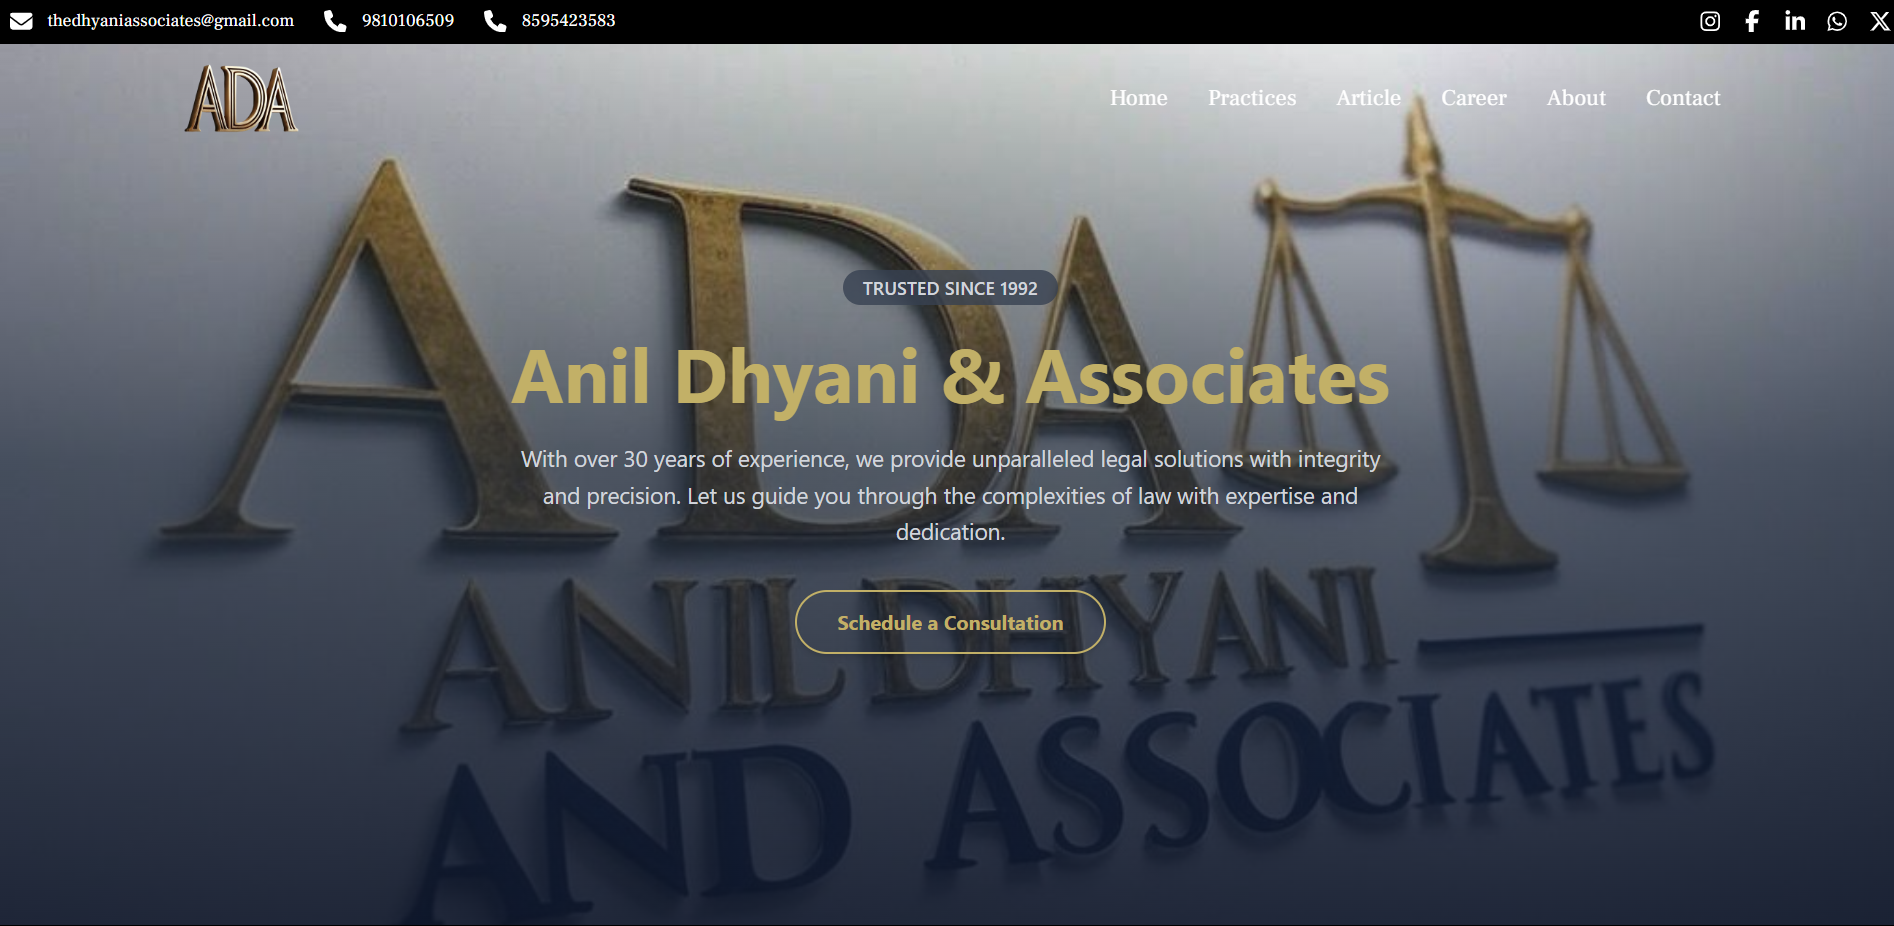 thedhyaniassociates@gmail.com 9810106509 8595423583
ADA
Home Practices Article Career About Contact
ADA
TRUSTED SINCE 1992
Anil Dhyani & Associates
With over 30 years of experience, we provide unparalleled legal solutions with integrity
and precision. Let us guide you through the complexities of law with expertise and
dedication.
Schedule a Consultation
ANIL DHYANI
AND ASSOCIATES